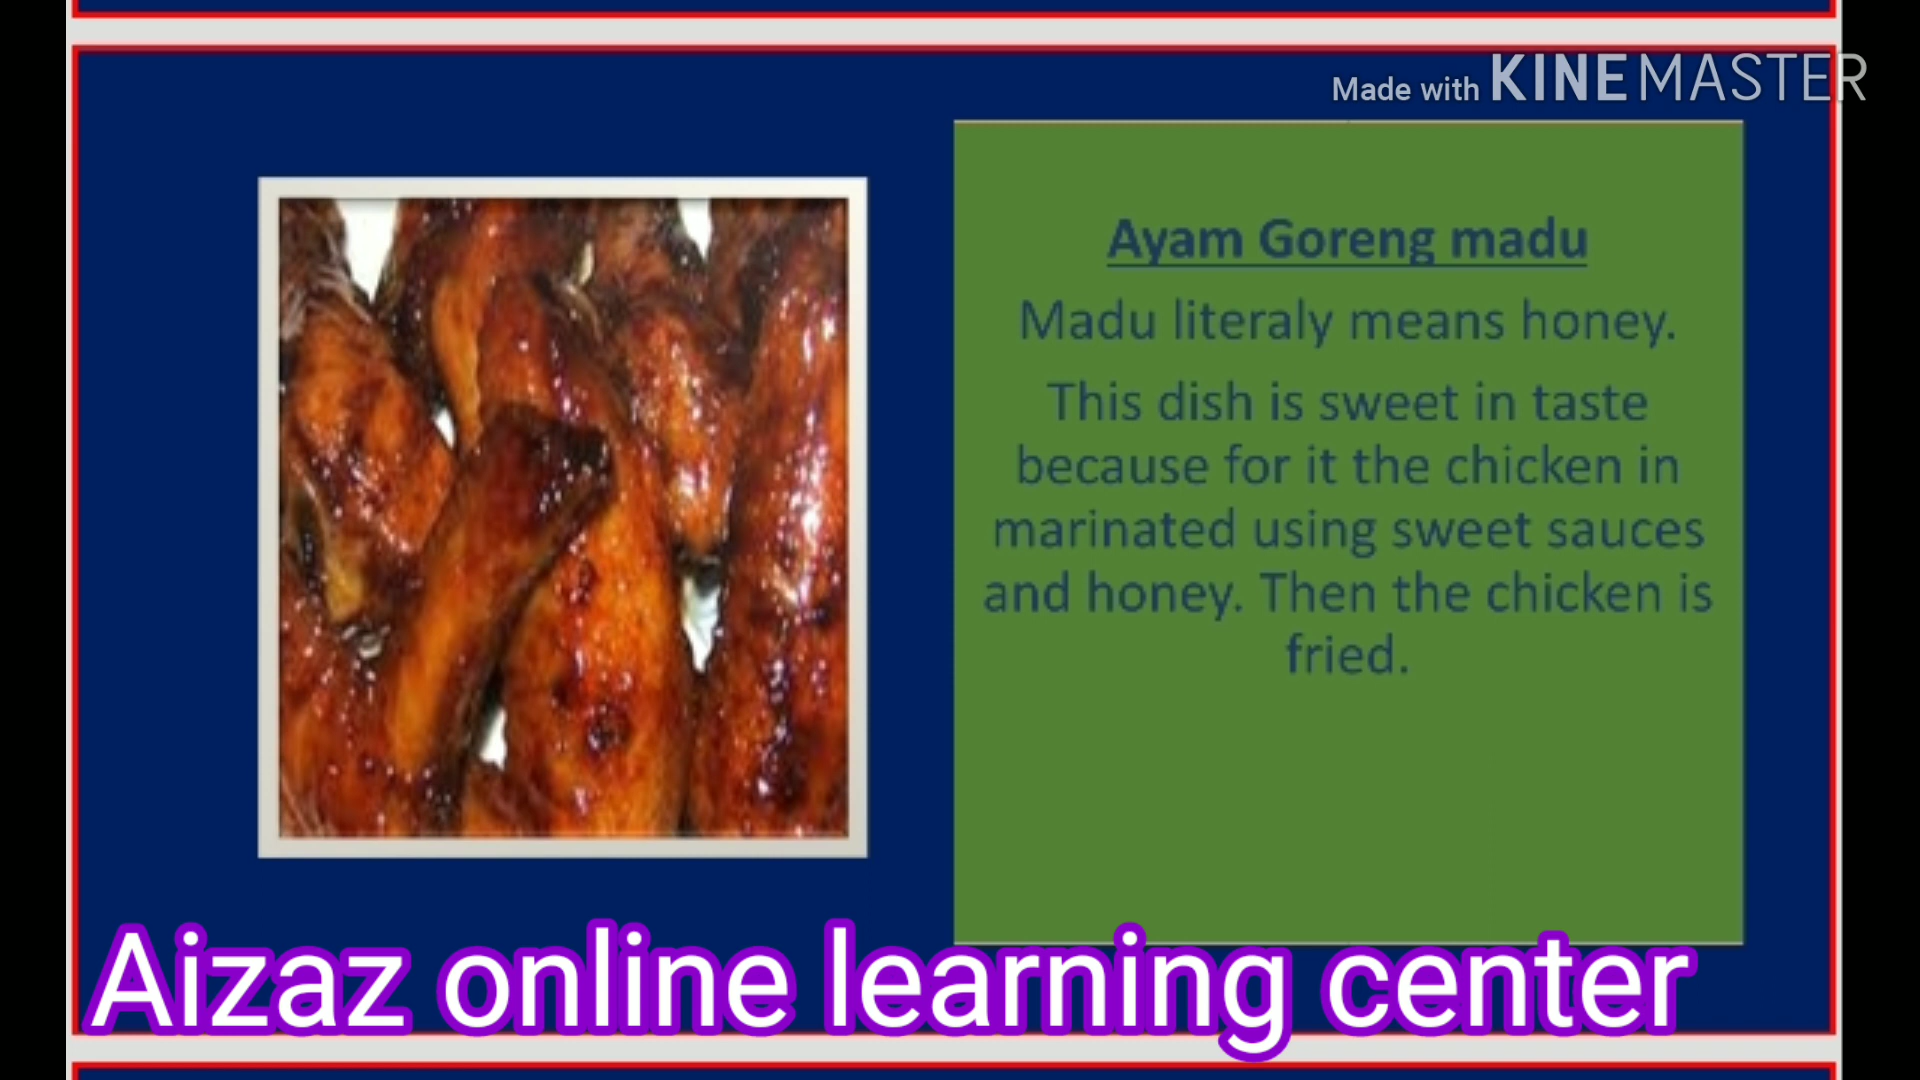 Made with KINEMASTER
Ayam Goreng madu
Madu literaly means honey.
This dish is sweet in taste
because for it the chicken in
marinated using sweet sauces
and honey. Then the chicken is
fried.
Aizaz online learning center